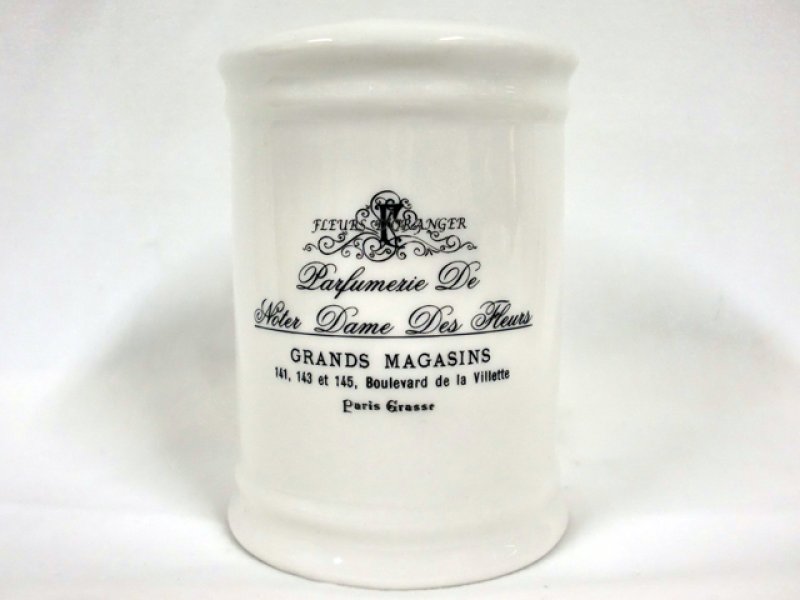 FLEURS D'ORANGER
Parfumerie De
Noter Dame Des Fleurs
GRANDS MAGASINS
141, 143 et 145, Boulevard de la Villette
Paris Grasse